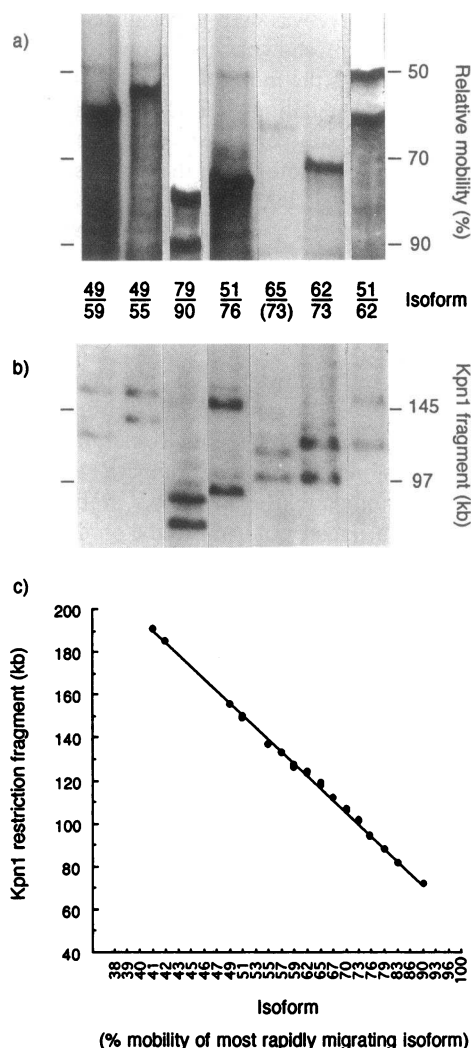 a)
50
70
90
Relative mobility (%)
49 49 79 51 65 62 51
59 55 90 76 (73) 73 62
Isoform
b)
145
97
Kpn1 fragment (kb)
c)
200
180
160
140
120
100
80
60
40
Kpn1 restriction fragment (kb)
38 39 40 41 42 43 45 46 47 49 51 53 55 57 59 62 65 67 70 73 76 79 83 86 90 93 96 100
Isoform
(% mobility of most rapidly migrating isoform)